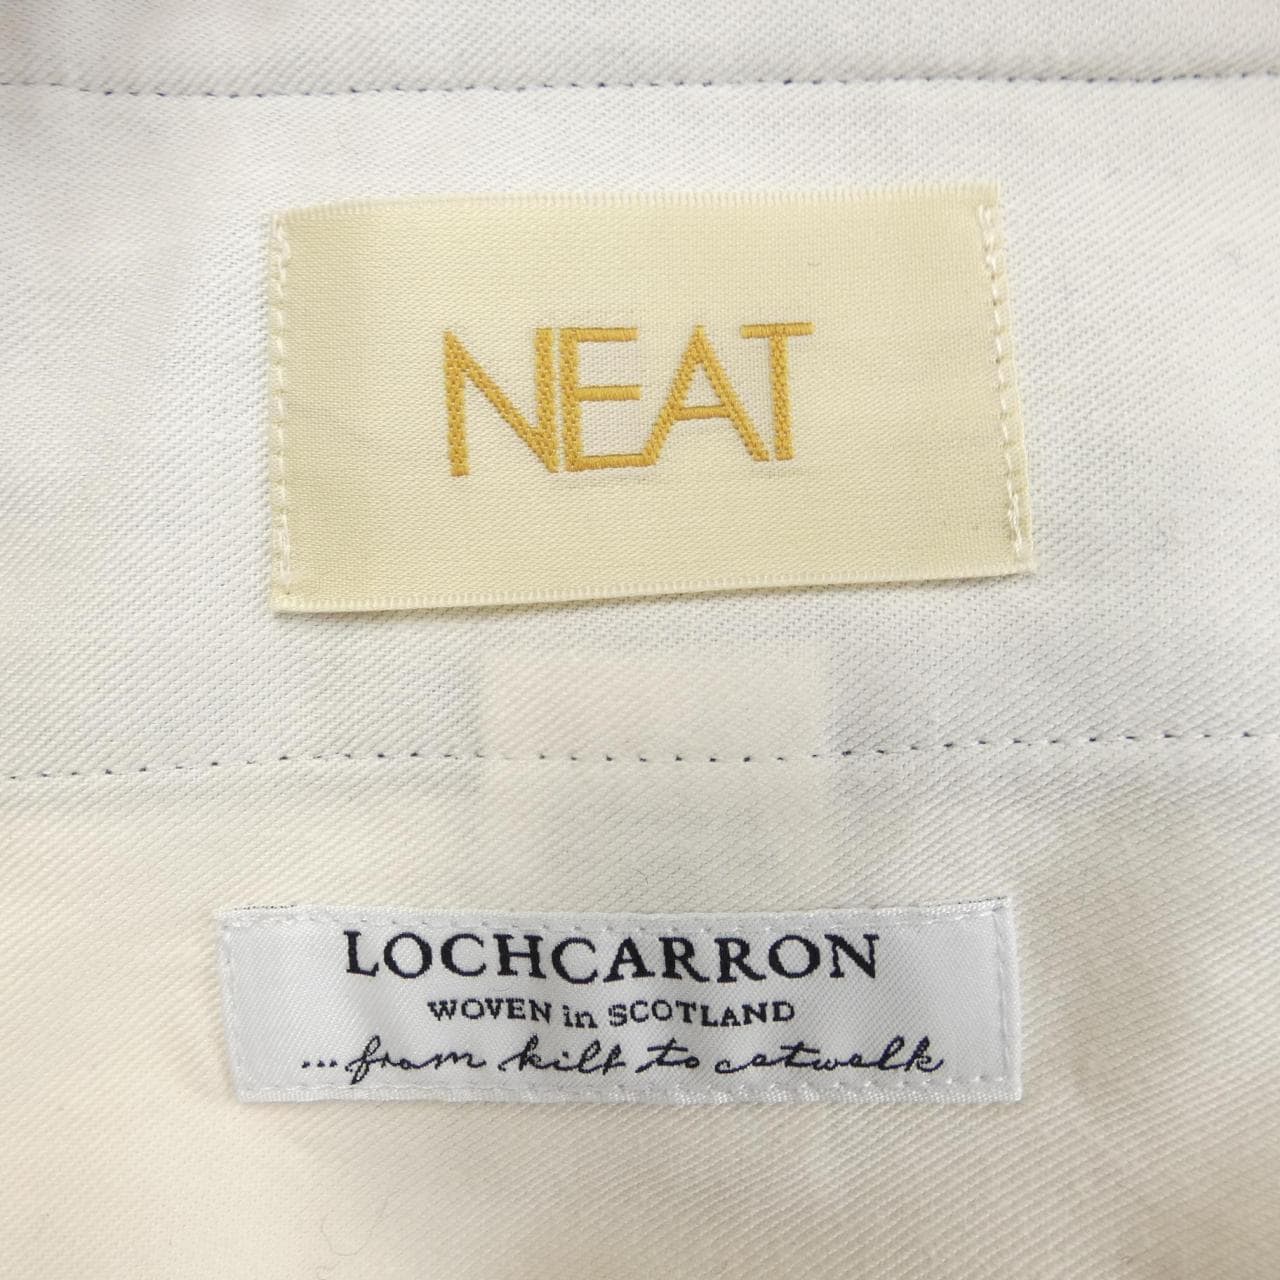 NEAT
LOCHCARRON
WOVEN in SCOTLAND
...from kilt to catwalk